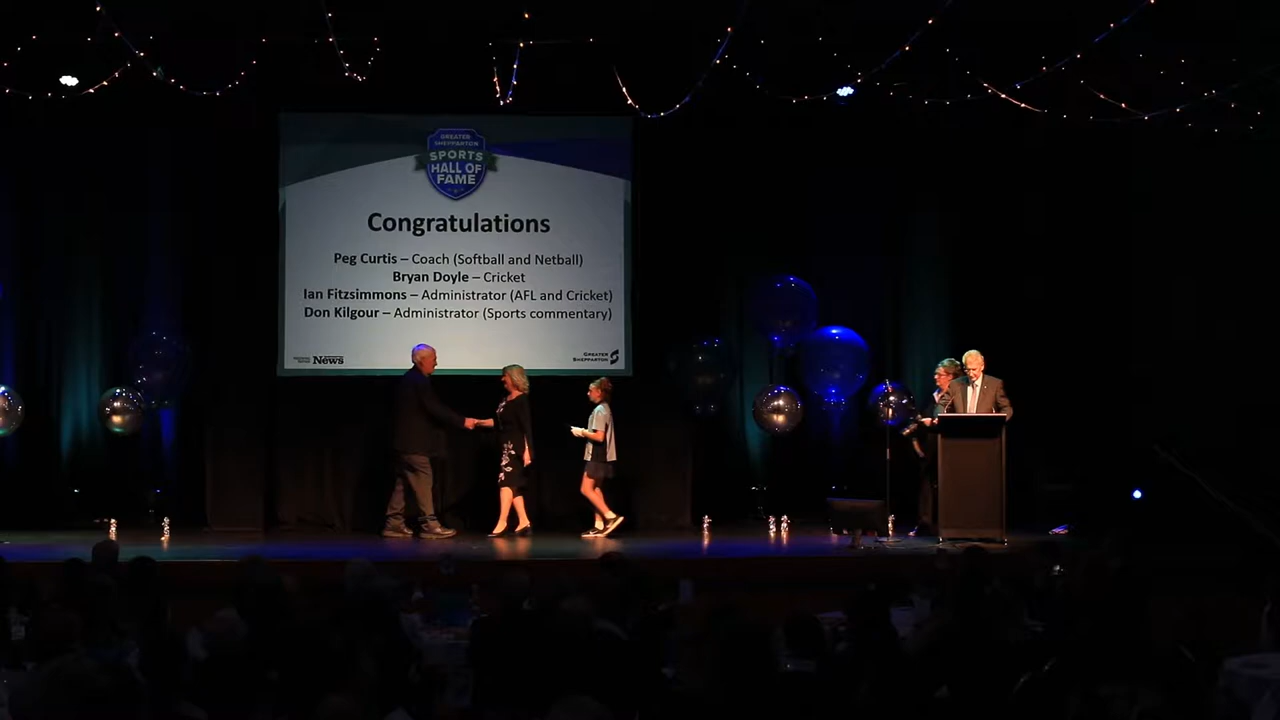 GREATER
SHEPPARTON
SPORTS
HALL OF
FAME
Congratulations
Peg Curtis – Coach (Softball and Netball)
Bryan Doyle – Cricket
Ian Fitzsimmons – Administrator (AFL and Cricket)
Don Kilgour – Administrator (Sports commentary)
News
GREATER
SHEPPARTON